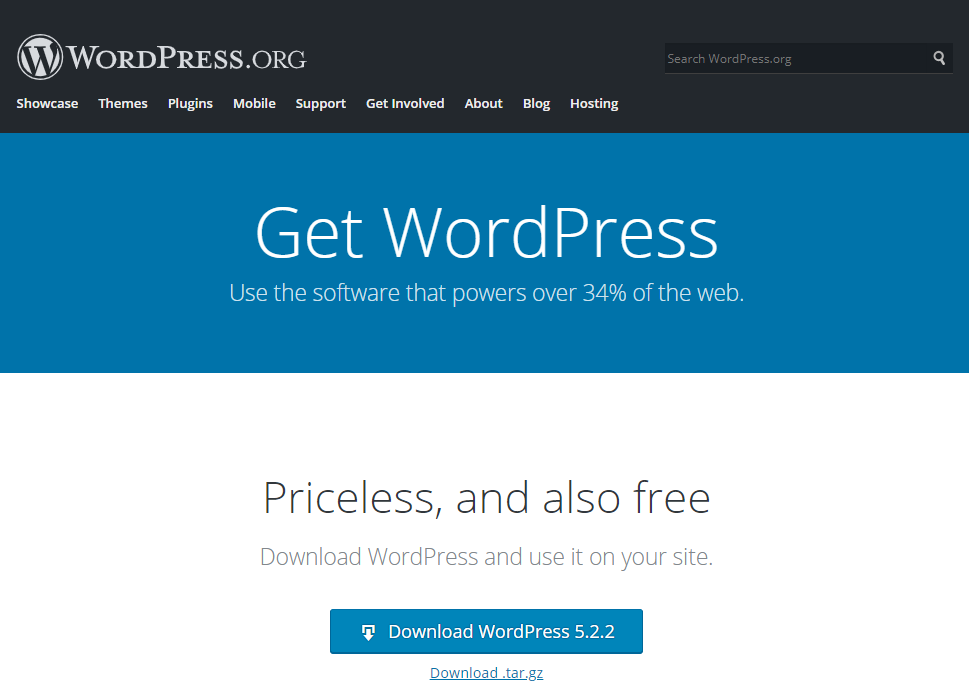 WORDPRESS.ORG
Search WordPress.org
Showcase Themes Plugins Mobile Support Get Involved About Blog Hosting
Get WordPress
Use the software that powers over 34% of the web.
Priceless, and also free
Download WordPress and use it on your site.
Download WordPress 5.2.2
Download .tar.gz